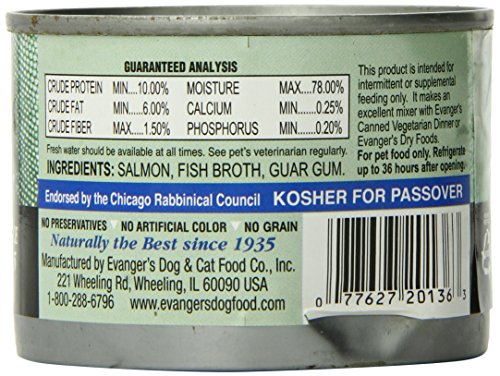 GUARANTEED ANALYSIS
CRUDE PROTEIN MIN....10.00% MOISTURE MAX....78.00%
CRUDE FAT MIN......6.00% CALCIUM MIN.......0.25%
CRUDE FIBER MAX....1.50% PHOSPHORUS MIN.......0.20%
Fresh water should be available at all times. See pet's veterinarian regularly.
INGREDIENTS: SALMON, FISH BROTH, GUAR GUM.
This product is intended for
intermittent or supplemental
feeding only. It makes an
excellent mixer with Evanger's
Canned Vegetarian Dinner or
Evanger's Dry Foods.
For pet food only. Refrigerate
up to 36 hours after opening.
Endorsed by the Chicago Rabbinical Council KOSHER FOR PASSOVER
NO PRESERVATIVES NO ARTIFICIAL COLOR NO GRAIN
Naturally the Best since 1935
Manufactured by Evanger's Dog & Cat Food Co., Inc.
221 Wheeling Rd, Wheeling, IL 60090 USA
1-800-288-6796 www.evangersdogfood.com
0 77627 20136 3